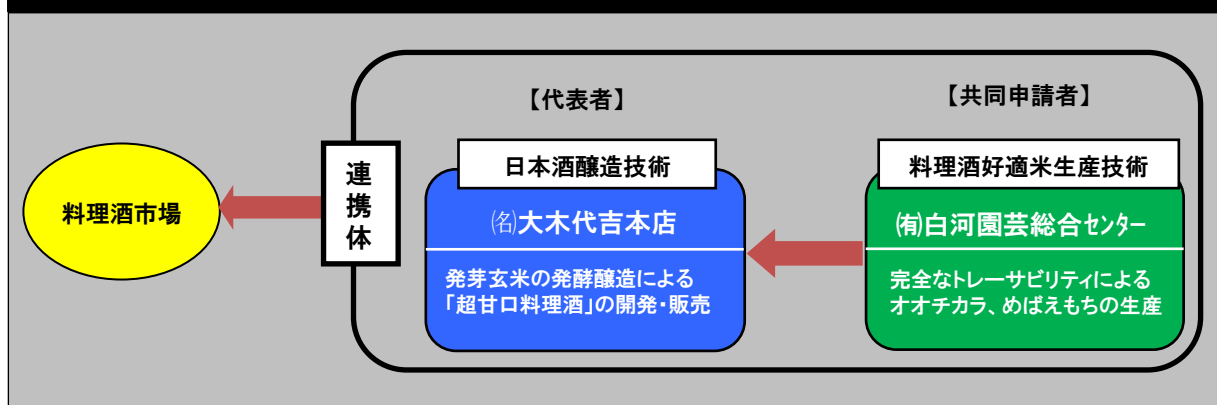 【代表者】
【共同申請者】
料理酒市場
連携体
日本酒醸造技術
㈴大木代吉本店
発芽玄米の発酵醸造による
「超甘口料理酒」の開発・販売
料理酒好適米生産技術
㈲白河園芸総合センター
完全なトレーサビリティによる
オオチカラ、めばえもちの生産